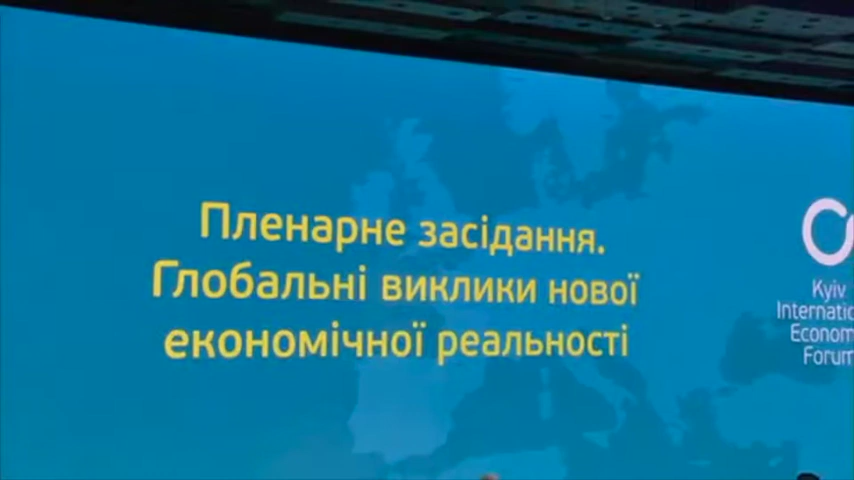 Пленарне засідання.
Глобальні виклики нової
економічної реальності
Kyiv
Internatio
Econom
Forum